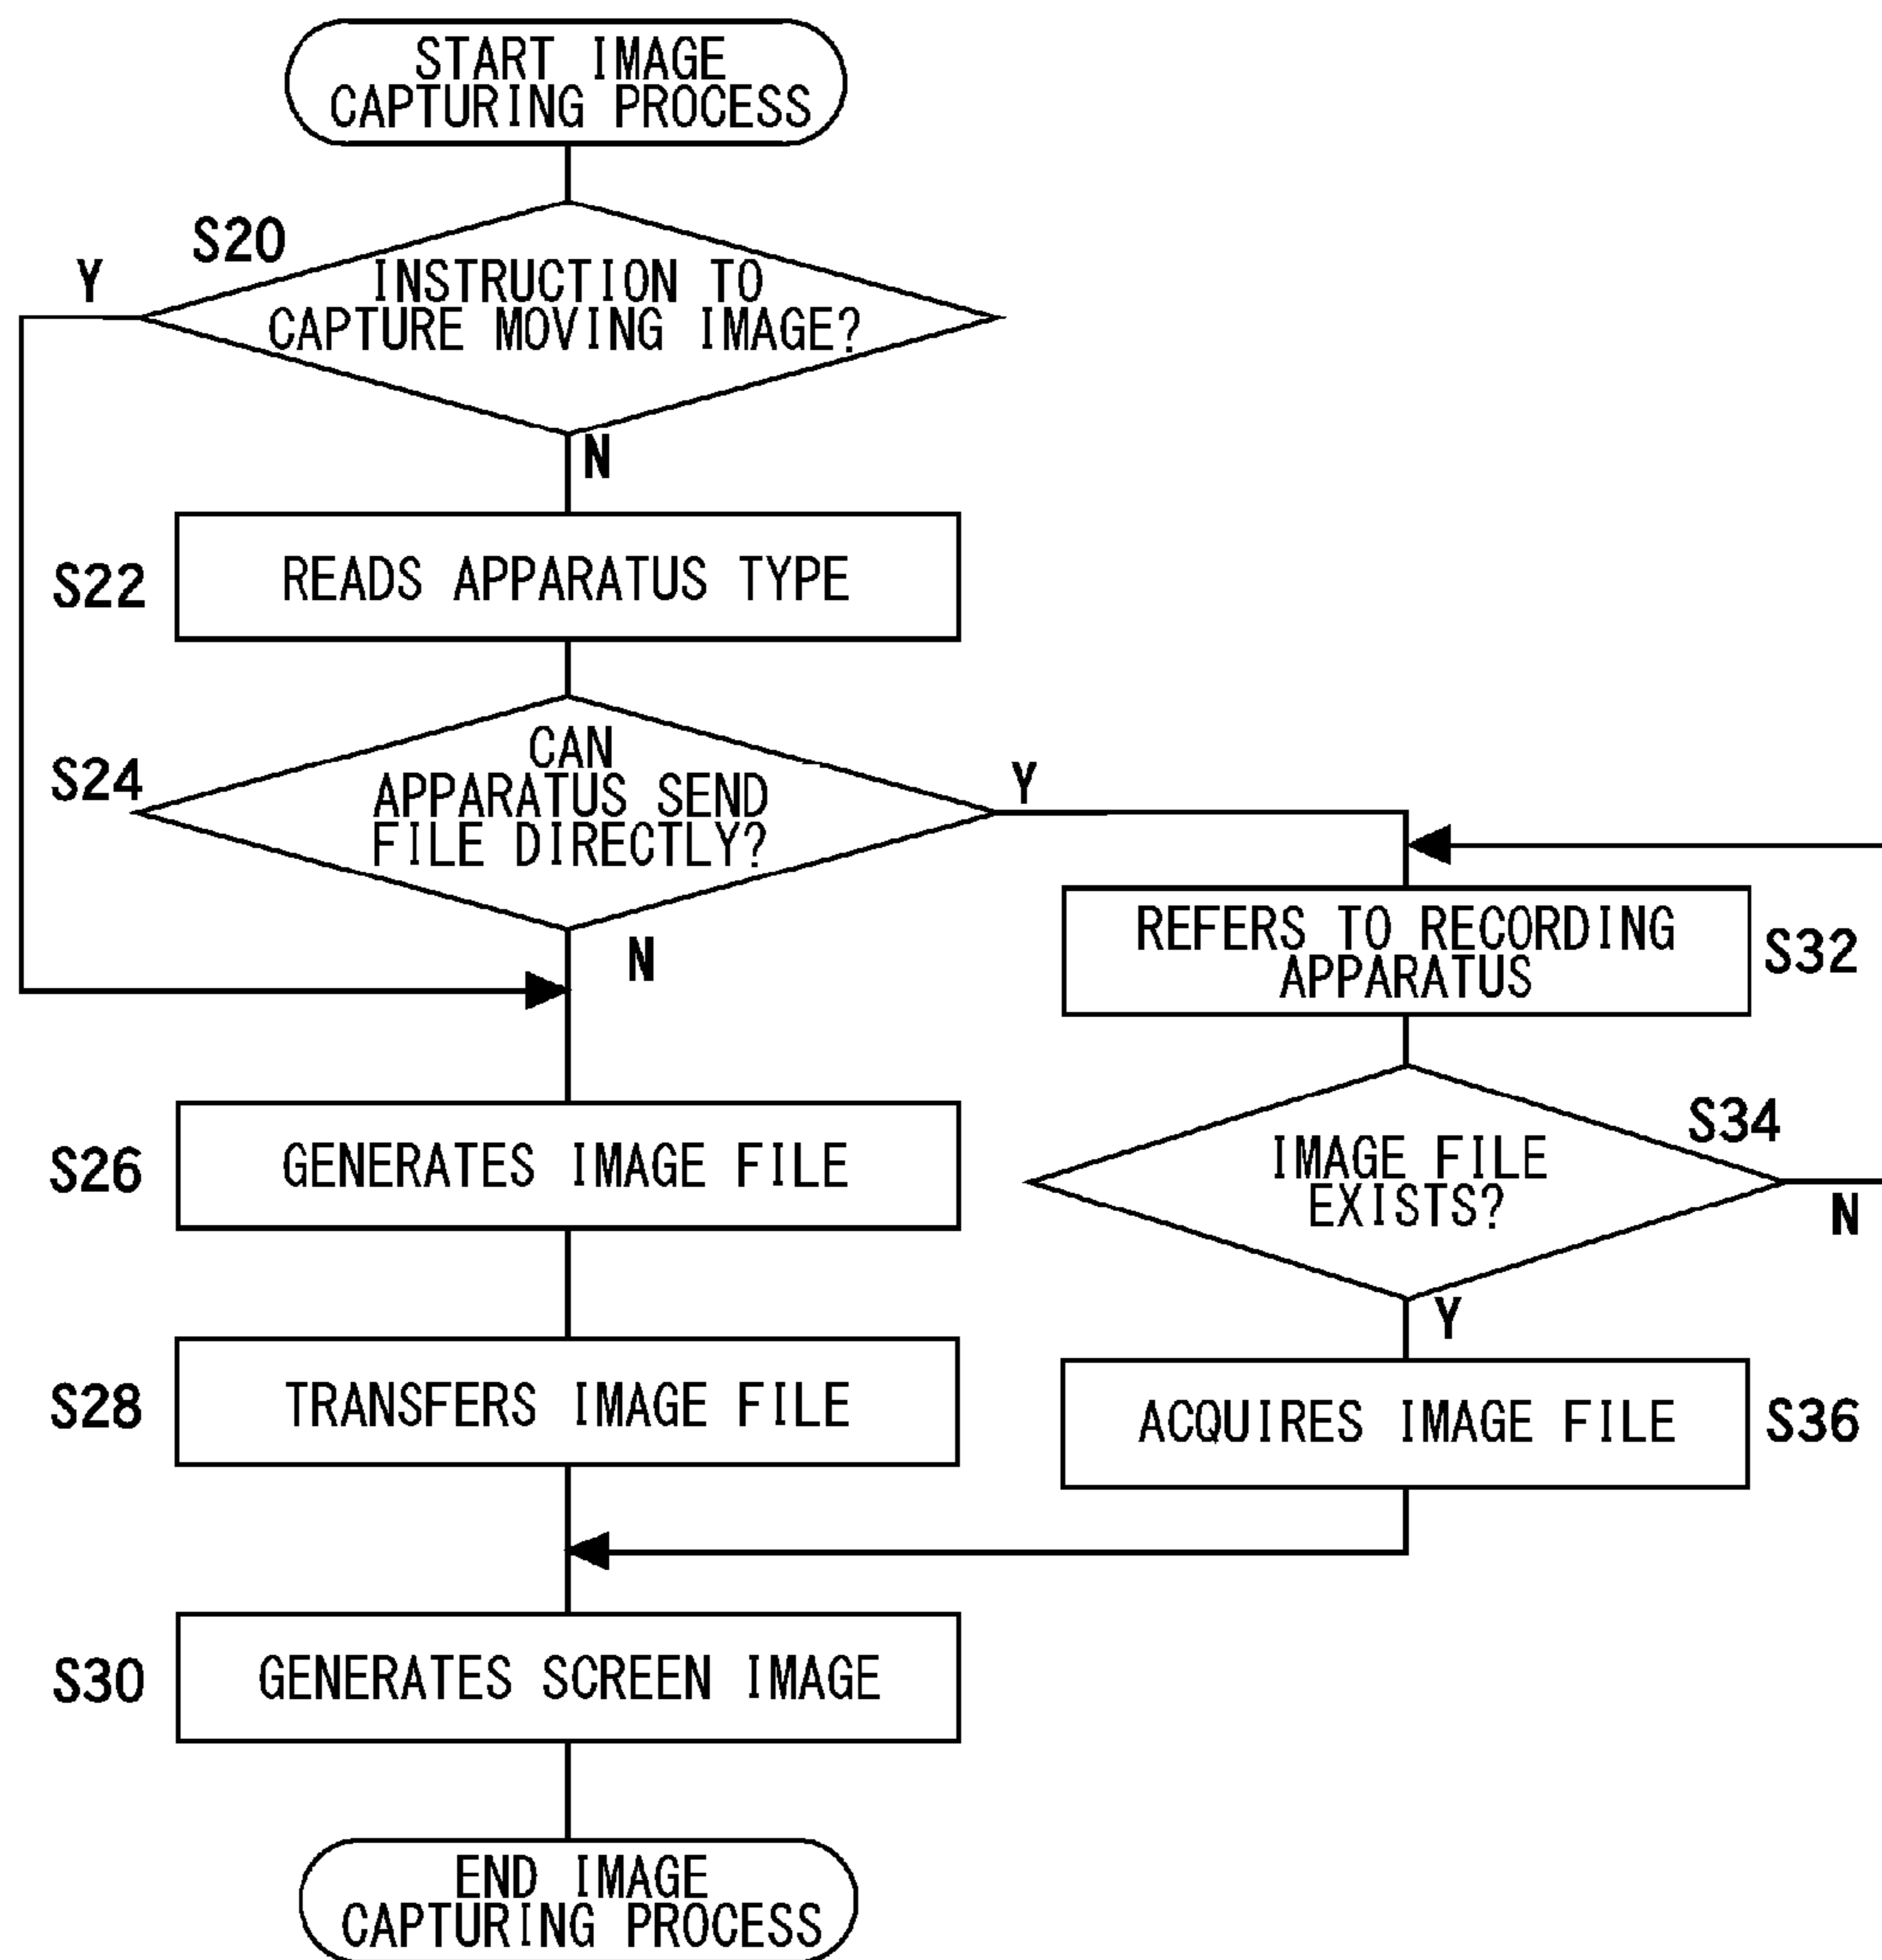 START IMAGE
CAPTURING PROCESS
S20
Y
INSTRUCTION TO
CAPTURE MOVING IMAGE?
N
S22
READS APPARATUS TYPE
S24
CAN
APPARATUS SEND
FILE DIRECTLY?
Y
N
REFERS TO RECORDING
APPARATUS
S32
S34
IMAGE FILE
EXISTS?
N
Y
S26
GENERATES IMAGE FILE
S28
TRANSFERS IMAGE FILE
ACQUIRES IMAGE FILE
S36
S30
GENERATES SCREEN IMAGE
END IMAGE
CAPTURING PROCESS